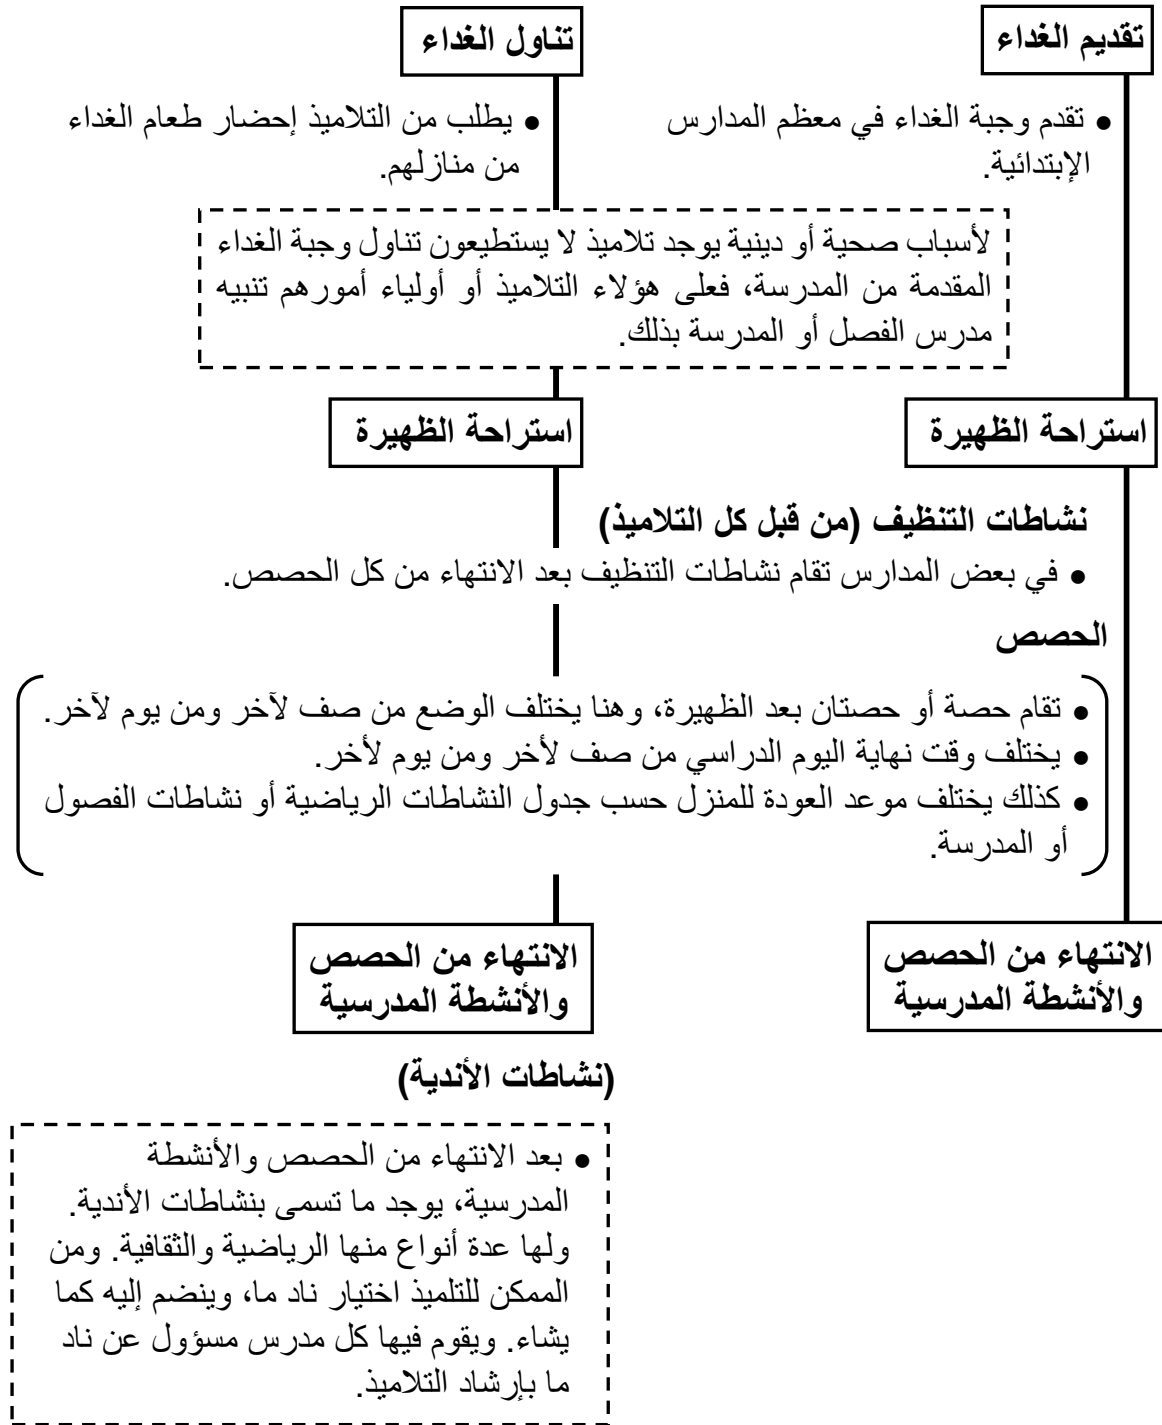 تقديم الغداء
تناول الغداء
● تقدم وجبة الغداء في معظم المدارس
الإبتدائية.
● يطلب من التلاميذ إحضار طعام الغداء
من منازلهم.
لأسباب صحية أو دينية يوجد تلاميذ لا يستطيعون تناول وجبة الغداء
المقدمة من المدرسة، فعلى هؤلاء التلاميذ أو أولياء أمورهم تنبيه
مدرس الفصل أو المدرسة بذلك.
استراحة الظهيرة
استراحة الظهيرة
نشاطات التنظيف (من قبل كل التلاميذ)
● في بعض المدارس تقام نشاطات التنظيف بعد الانتهاء من كل الحصص.
الحصص
● تقام حصة أو حصتان بعد الظهيرة، وهنا يختلف الوضع من صف لآخر ومن يوم لآخر.
● يختلف وقت نهاية اليوم الدراسي من صف لأخر ومن يوم لأخر.
● كذلك يختلف موعد العودة للمنزل حسب جدول النشاطات الرياضية أو نشاطات الفصول
أو المدرسة.
الانتهاء من الحصص
والأنشطة المدرسية
الانتهاء من الحصص
والأنشطة المدرسية
(نشاطات الأندية)
● بعد الانتهاء من الحصص والأنشطة
المدرسية، يوجد ما تسمى بنشاطات الأندية.
ولها عدة أنواع منها الرياضية والثقافية. ومن
الممكن للتلميذ اختيار ناد ما، وينضم إليه كما
يشاء. ويقوم فيها كل مدرس مسؤول عن ناد
ما بإرشاد التلاميذ.